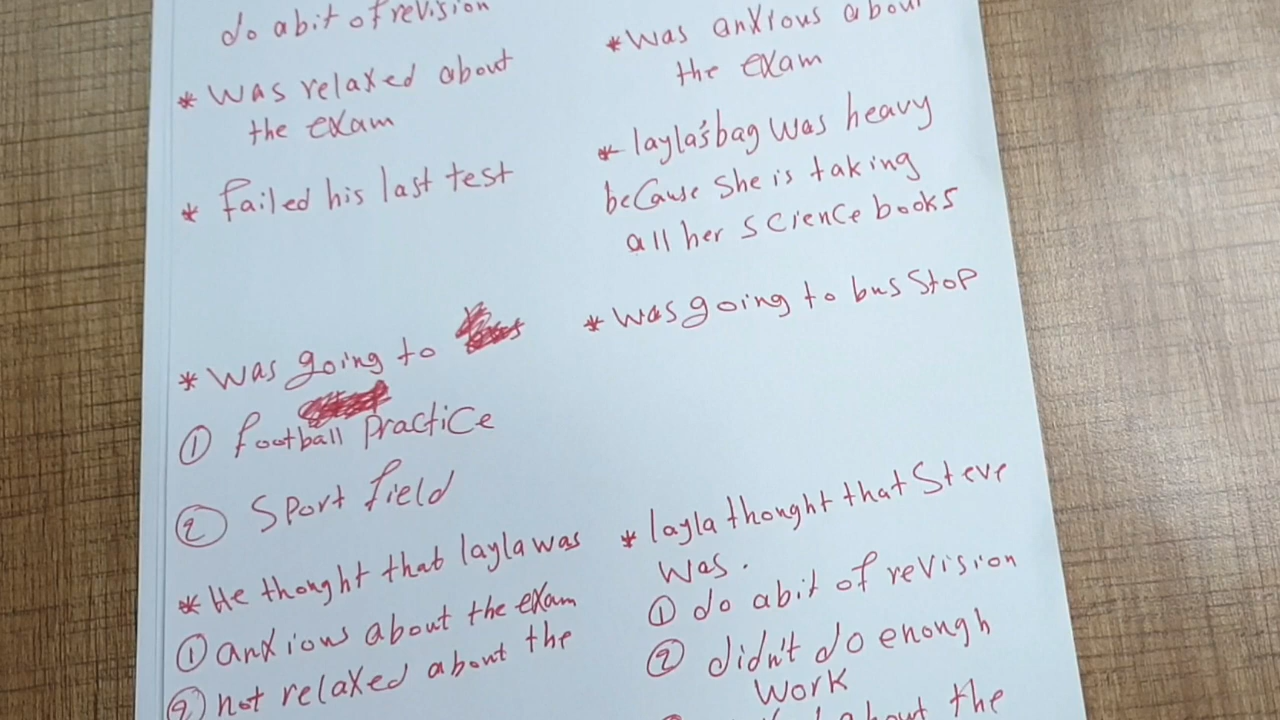 do abit of revision
* Was relaxed about
the exam
* failed his last test
* Was going to
① football Practice
② Sport field
* He thought that layla was
① anxious about the exam
② not relaxed about the
* Was anxious about
the exam
* layla's bag was heavy
because she is taking
all her science books
* Was going to bus Stop
* layla thought that Steve
was.
① do abit of revision
② didn't do enough
work
about the